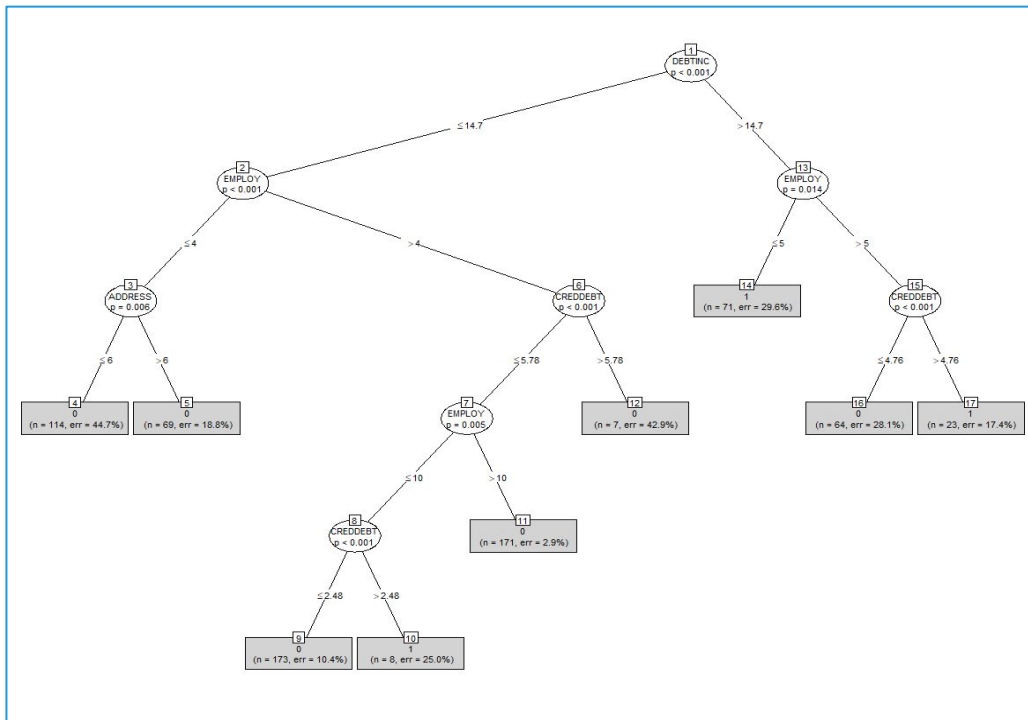 1
DEBTINC
p < 0.001
≤14.7
>14.7
2
EMPLOY
p < 0.001
13
EMPLOY
p = 0.014
≤4
>4
≤5
>5
3
ADDRESS
p = 0.006
6
CREDDEBT
p < 0.001
14
1
(n = 71, err = 29.6%)
15
CREDDEBT
p < 0.001
≤6
>6
≤5.78
>5.78
≤4.76
>4.76
4
0
(n = 114, err = 44.7%)
5
0
(n = 69, err = 18.8%)
7
EMPLOY
p = 0.005
12
0
(n = 7, err = 42.9%)
16
0
(n = 64, err = 28.1%)
17
1
(n = 23, err = 17.4%)
≤10
>10
8
CREDDEBT
p < 0.001
11
0
(n = 171, err = 2.9%)
≤2.48
>2.48
9
0
(n = 173, err = 10.4%)
10
1
(n = 8, err = 25.0%)